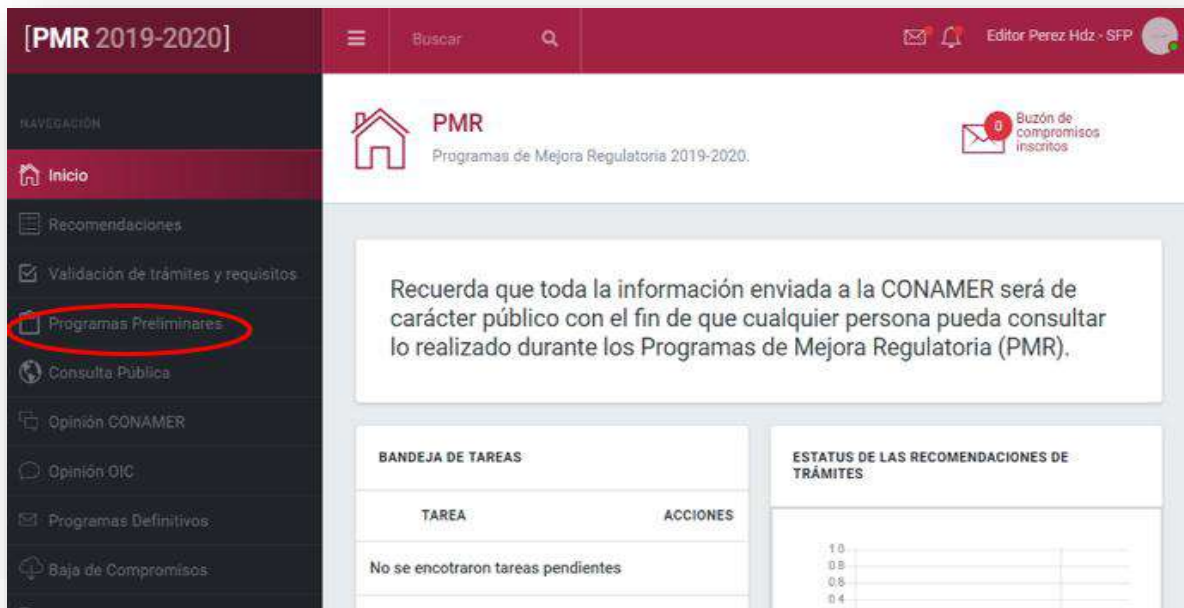 [PMR 2019-2020]
Buscar
Editor Perez Hdz - SFP
NAVEGACIÓN
Inicio
Recomendaciones
Validación de trámites y requisitos
Programas Preliminares
Consulta Pública
Opinión CONAMER
Opinión OIC
Programas Definitivos
Baja de Compromisos
PMR
Programas de Mejora Regulatoria 2019-2020.
0
Buzón de
compromisos
inscritos
Recuerda que toda la información enviada a la CONAMER será de
carácter público con el fin de que cualquier persona pueda consultar
lo realizado durante los Programas de Mejora Regulatoria (PMR).
BANDEJA DE TAREAS
TAREA ACCIONES
No se encotraron tareas pendientes
ESTATUS DE LAS RECOMENDACIONES DE
TRÁMITES
1.0
0.8
0.6
0.4